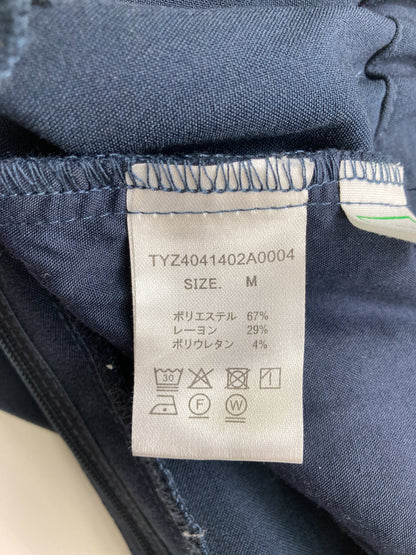 TYZ4041402A0004
SIZE. M
ポリエステル 67%
レーヨン 29%
ポリウレタン 4%
30
F W